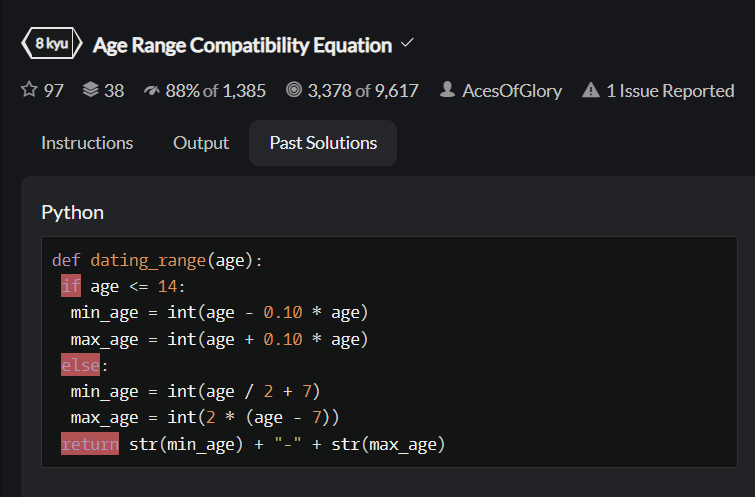 8 kyu Age Range Compatibility Equation
97 38 88% of 1,385 3,378 of 9,617 AcesOfGlory 1 Issue Reported
Instructions Output Past Solutions
Python
def dating_range(age):
 if age <= 14:
  min_age = int(age - 0.10 * age)
  max_age = int(age + 0.10 * age)
 else:
  min_age = int(age / 2 + 7)
  max_age = int(2 * (age - 7))
 return str(min_age) + "-" + str(max_age)